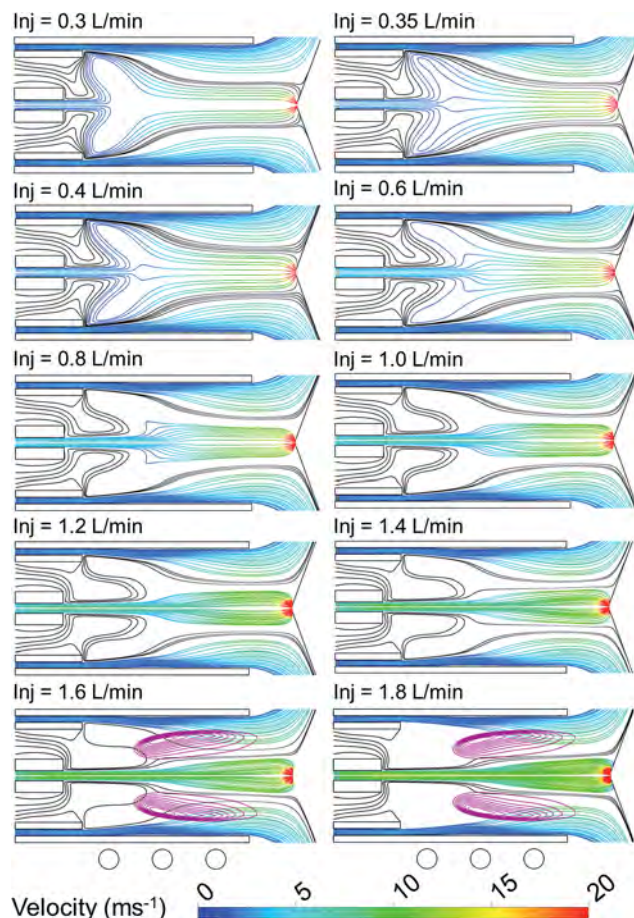 Inj = 0.3 L/min
Inj = 0.35 L/min
Inj = 0.4 L/min
Inj = 0.6 L/min
Inj = 0.8 L/min
Inj = 1.0 L/min
Inj = 1.2 L/min
Inj = 1.4 L/min
Inj = 1.6 L/min
Inj = 1.8 L/min
Velocity (ms⁻¹)
0 5 10 15 20